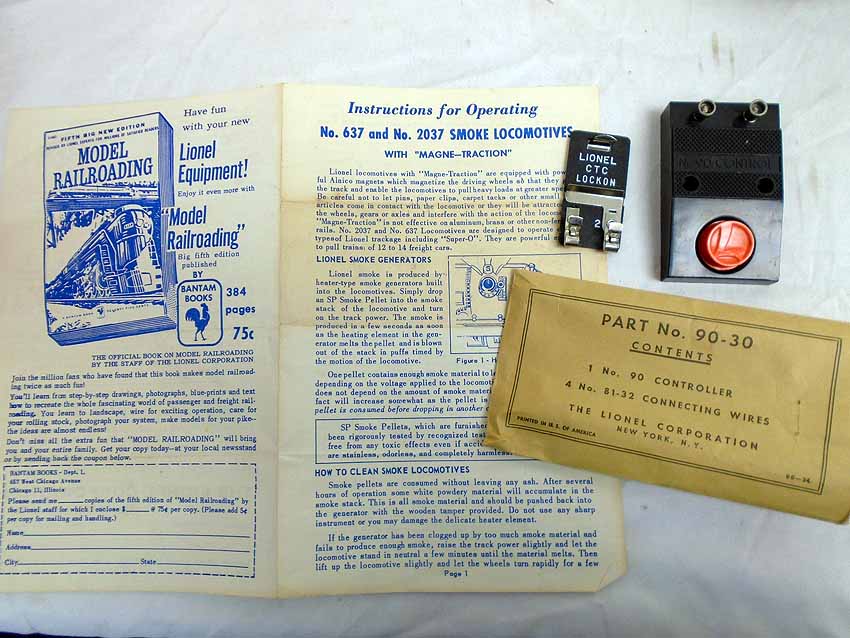 FIFTH BIG NEW EDITION
MODEL
RAILROADING
Have fun
with your new
Lionel
Equipment!
Enjoy it even more with
"Model
Railroading"
Big fifth edition
published
BY
BANTAM
BOOKS
384
pages
75¢
THE OFFICIAL BOOK ON MODEL RAILROADING
BY THE STAFF OF THE LIONEL CORPORATION
Join the million fans who have found that this book makes model railroad-
ing twice as much fun!
You'll learn from step-by-step drawings, photographs, blue-prints and text
how to recreate the whole fascinating world of passenger and freight rail-
roading. You learn to landscape, wire for exciting operation, care for
your rolling stock, photograph your system, make models for your pike-
the ideas are almost endless!
Don't miss all the extra fun that "MODEL RAILROADING" will bring
you and your entire family. Get your copy today-at your local newsstand
or by sending back the coupon below.
BANTAM BOOKS - Dept. L
657 West Chicago Avenue
Chicago 11, Illinois
Please send me copies of the fifth edition of "Model Railroading" by
the Lionel staff for which I enclose $ @ 75¢ per copy. (Please add 5¢
per copy for mailing and handling.)
Name
Address
City State
Instructions for Operating
No. 637 and No. 2037 SMOKE LOCOMOTIVES
WITH "MAGNE-TRACTION"
Lionel locomotives with "Magne-Traction" are equipped with
ful Alnico magnets which magnetize the driving wheels so that they
the track and enable the locomotives to pull heavy loads at greater
Be careful not to let pins, paper clips, carpet tacks or other small
articles come in contact with the locomotive or they will be
the wheels, gears or axles and interfere with the action of the
"Magne-Traction" is not effective on aluminum, brass or other
rails. No. 2037 and No. 637 Locomotives are designed to operate
types of Lionel trackage including "Super-O". They are powerful
to pull trains of 12 to 14 freight cars.
LIONEL SMOKE GENERATORS
Lionel smoke is produced by
heater-type smoke generators built
into the locomotives. Simply drop
an SP Smoke Pellet into the smoke
stack of the locomotive and turn
on the track power. The smoke is
produced in a few seconds as soon
as the heating element in the gen-
erator melts the pellet and is blown
out of the stack in puffs timed by
the motion of the locomotive.
Figure 1 - H
One pellet contains enough smoke material to
depending on the voltage applied to the
does not depend on the amount of smoke
fact will increase somewhat as the pellet
pellet is consumed before dropping in another
SP Smoke Pellets, which are
been rigorously tested by recognized
free from any toxic effects even if
are stainless, odorless, and completely harmless.
HOW TO CLEAN SMOKE LOCOMOTIVES
Smoke pellets are consumed without leaving any ash. After several
hours of operation some white powdery material will accumulate in the
smoke stack. This is all smoke material and should be pushed back into
the generator with the wooden tamper provided. Do not use any sharp
instrument or you may damage the delicate heater element.
If the generator has been clogged up by too much smoke material and
fails to produce enough smoke, raise the track power slightly and let the
locomotive stand in neutral a few minutes until the material melts. Then
lift up the locomotive slightly and let the wheels turn rapidly for a few
Page 1
LIONEL
CTC
LOCKON
2
No. 90 CONTROL
PART No. 90-30
CONTENTS
1 No. 90 CONTROLLER
4 No. 81-32 CONNECTING WIRES
THE LIONEL CORPORATION
NEW YORK, N.Y.
PRINTED IN U.S. OF AMERICA